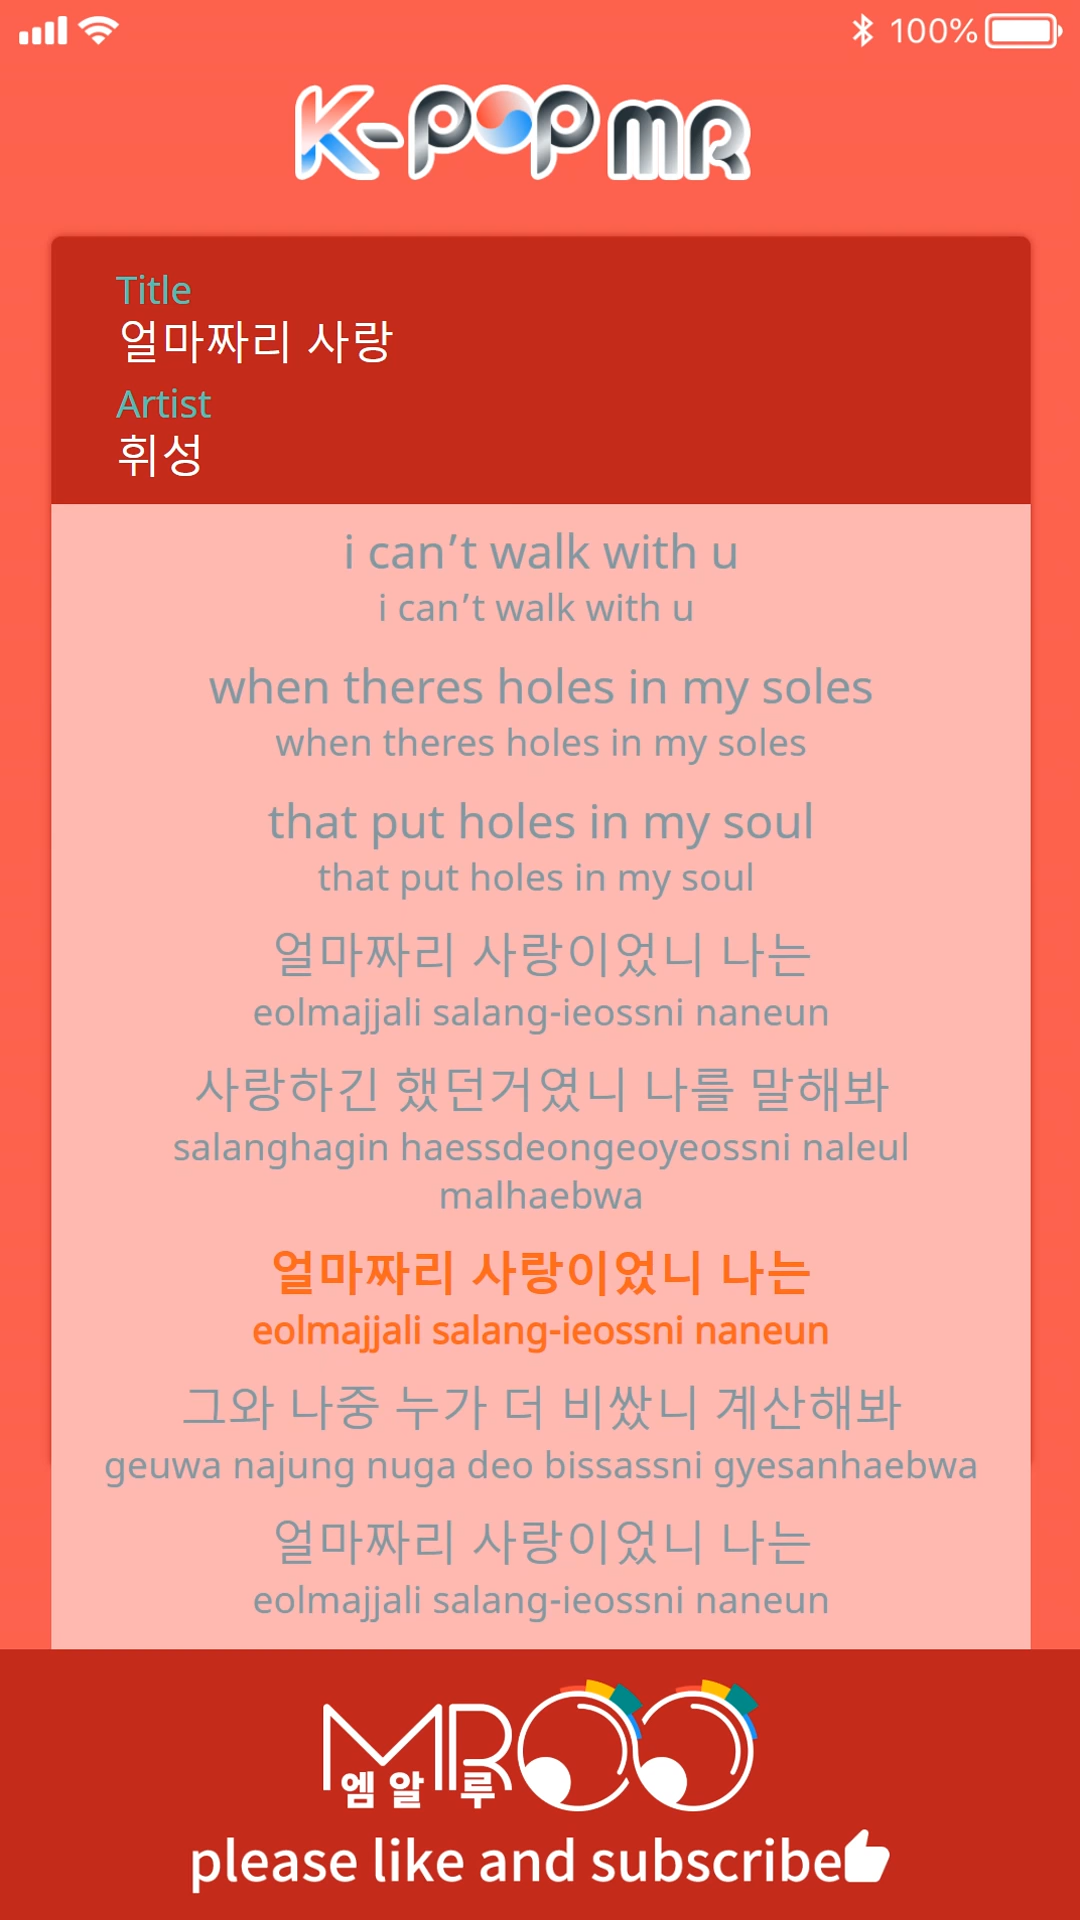 100%
K-POP MR
Title
얼마짜리 사랑
Artist
휘성
i can't walk with u
i can't walk with u
when theres holes in my soles
when theres holes in my soles
that put holes in my soul
that put holes in my soul
얼마짜리 사랑이었니 나는
eolmajjali salang-ieossni naneun
사랑하긴 했던거였니 나를 말해봐
salanghagin haessdeongeoyeossni naleul
malhaebwa
얼마짜리 사랑이었니 나는
eolmajjali salang-ieossni naneun
그와 나중 누가 더 비쌌니 계산해봐
geuwa najung nuga deo bissassni gyesanhaebwa
얼마짜리 사랑이었니 나는
eolmajjali salang-ieossni naneun
MROO
엠 알 루
please like and subscribe